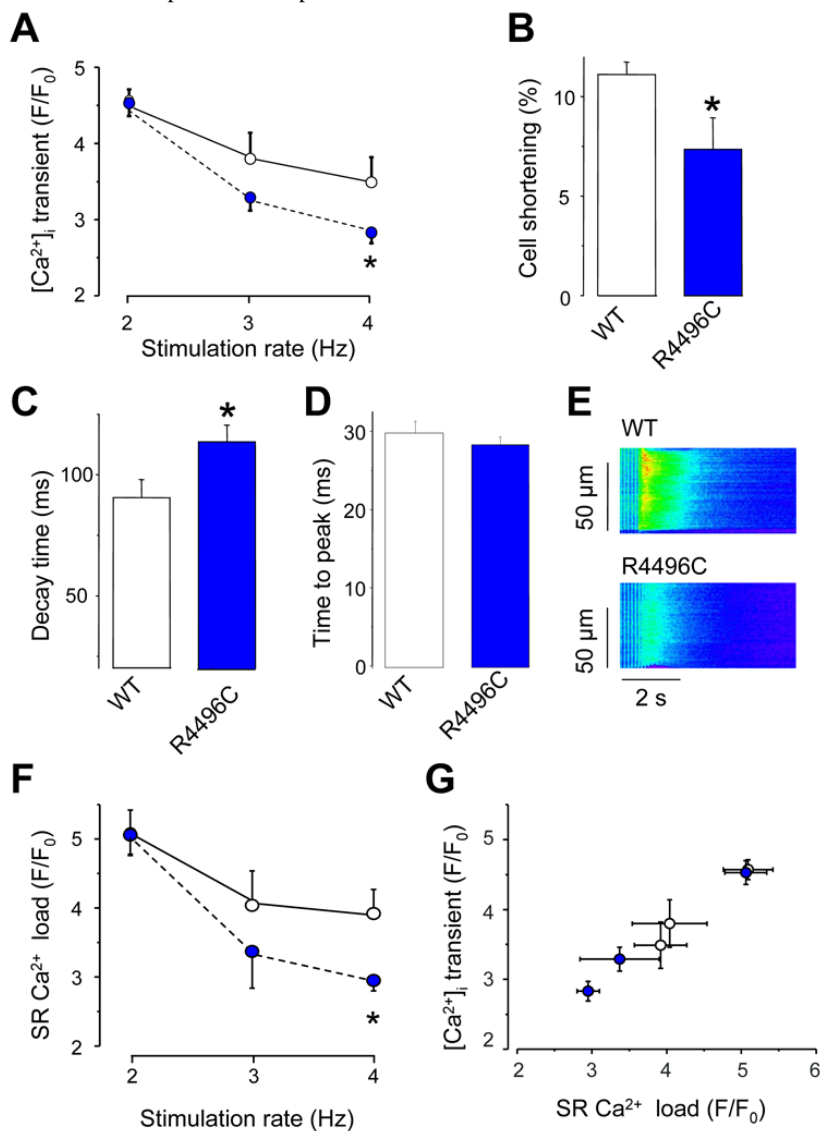 A
[Ca²⁺]ᵢ transient (F/F₀)
5
4
3
2
2 3 4
*
Stimulation rate (Hz)
B
Cell shortening (%)
10
5
0
*
WT
R4496C
C
Decay time (ms)
100
50
*
WT
R4496C
D
Time to peak (ms)
30
20
10
0
WT
R4496C
E
WT
50 µm
R4496C
50 µm
2 s
F
SR Ca²⁺ load (F/F₀)
5
4
3
2
2 3 4
*
Stimulation rate (Hz)
G
[Ca²⁺]ᵢ transient (F/F₀)
5
4
3
2
2 3 4 5 6
SR Ca²⁺ load (F/F₀)